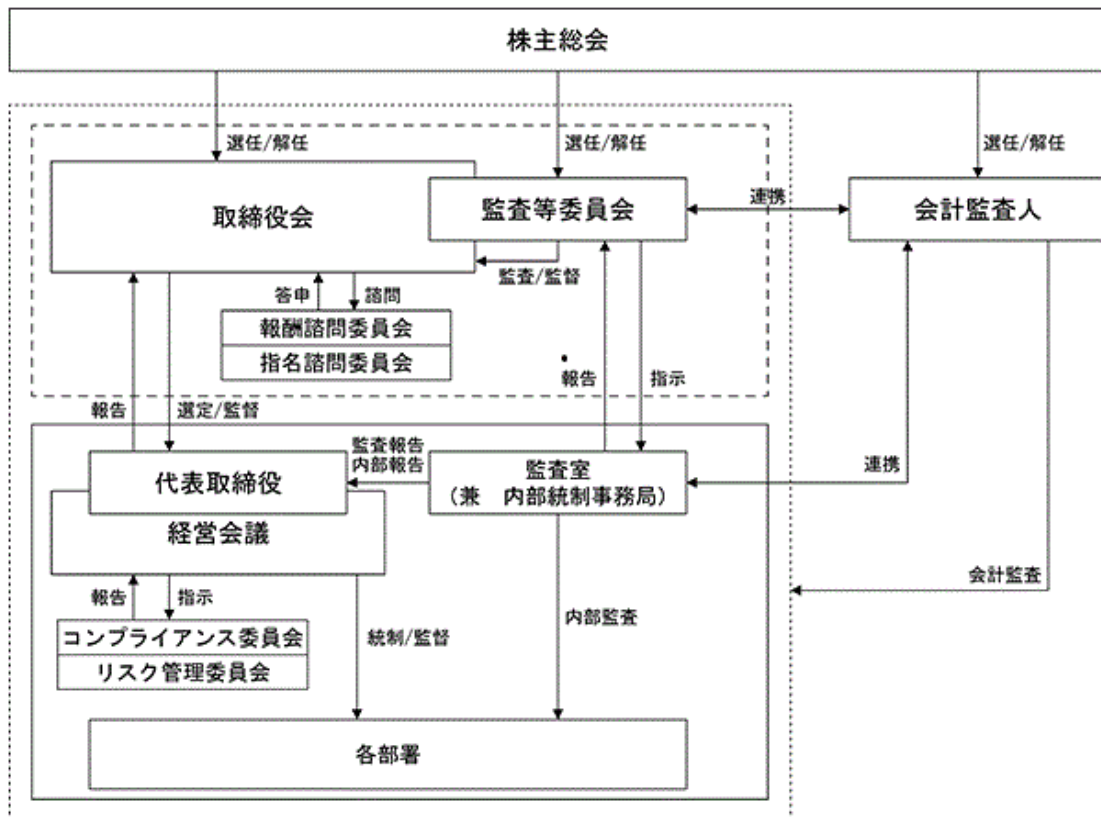 株主総会
選任/解任
選任/解任
選任/解任
取締役会
監査等委員会
連携
会計監査人
監査/監督
答申
諮問
報酬諮問委員会
指名諮問委員会
報告
指示
報告
選定/監督
監査報告
内部報告
代表取締役
監査室
(兼 内部統制事務局)
連携
経営会議
会計監査
報告
指示
内部監査
コンプライアンス委員会
統制/監督
リスク管理委員会
各部署